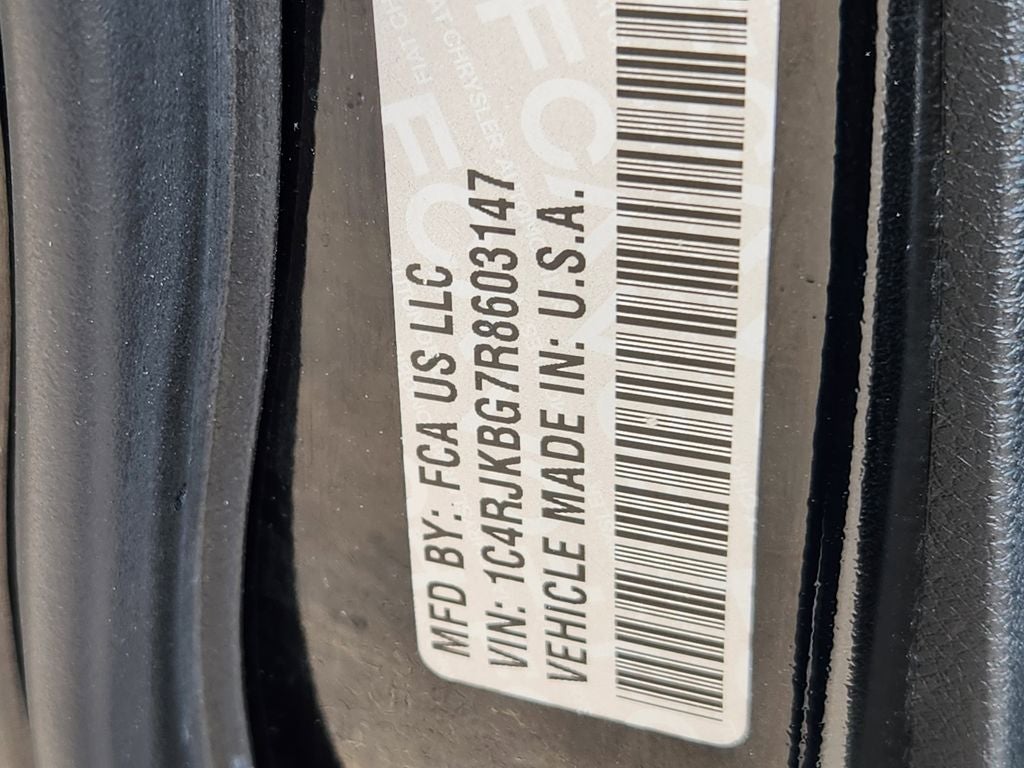 MFD BY: FCA US LLC
VIN: 1C4RJKBG7R8603147
VEHICLE MADE IN: U.S.A.